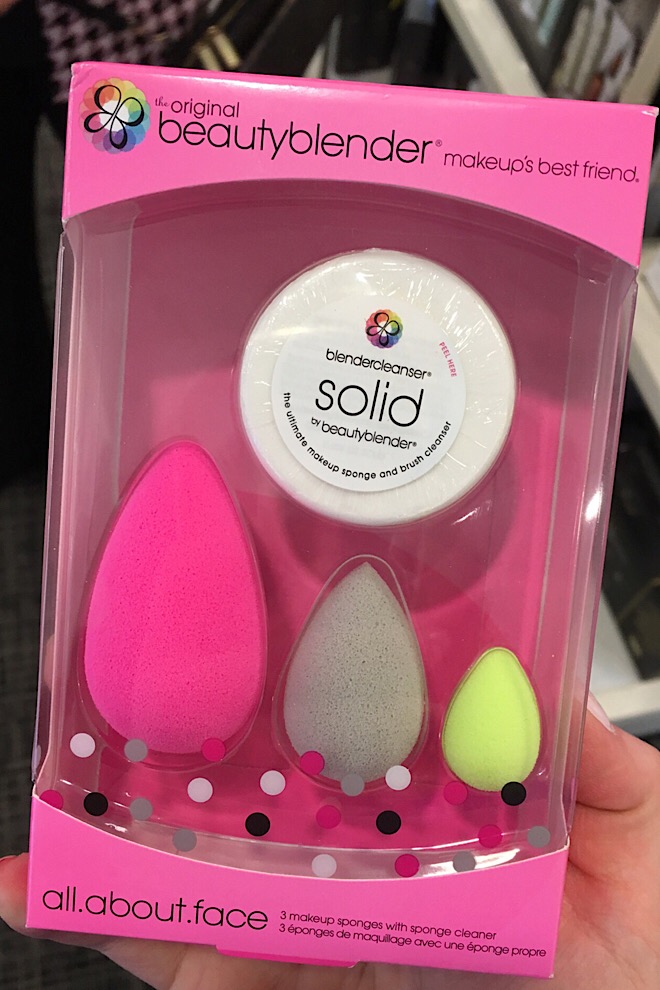 the original
beautyblender® makeup's best friend.®
PEEL HERE
blendercleanser®
solid
by beautyblender®
the ultimate makeup sponge and brush cleanser
all.about.face
3 makeup sponges with sponge cleaner
3 éponges de maquillage avec une éponge propre